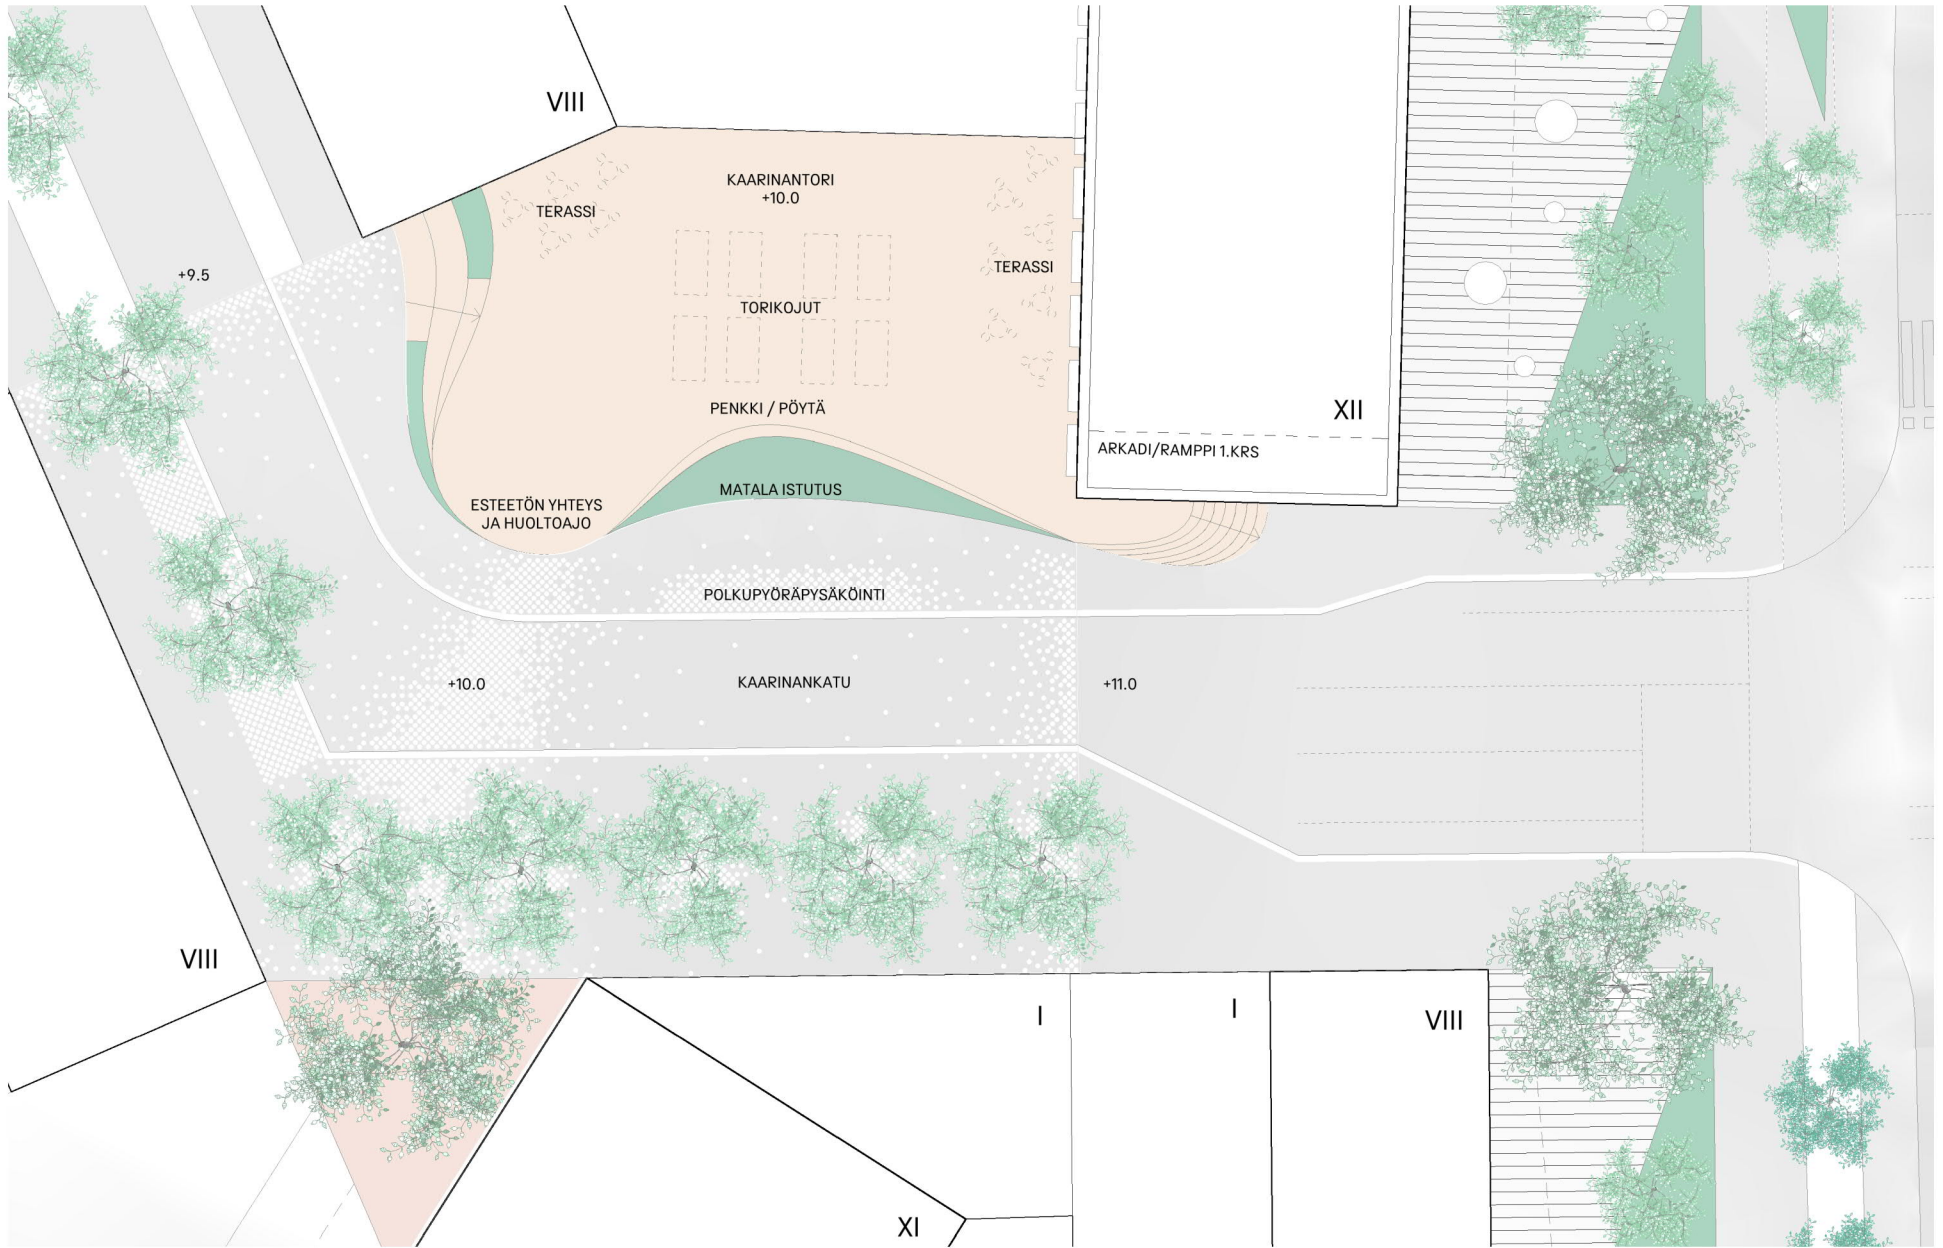 VIII
KAARINANTORI
+10.0
TERASSI
TERASSI
+9.5
TORIKOJUT
PENKKI / PÖYTÄ
XII
ARKADI/RAMPPI 1.KRS
MATALA ISTUTUS
ESTEETÖN YHTEYS
JA HUOLTOAJO
POLKUPYÖRÄPYSÄKÖINTI
+10.0
KAARINANKATU
+11.0
VIII
I
I
VIII
XI